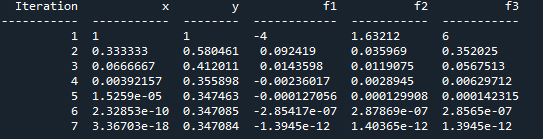 Iteration x y f1 f2 f3
----------- ----------- -------- ------------ ----------- ----------
1 1 1 -4 1.63212 6
2 0.333333 0.580461 0.092419 0.035969 0.352025
3 0.0666667 0.412011 0.0143598 0.0119075 0.0567513
4 0.00392157 0.355898 -0.00236017 0.0028945 0.00629712
5 1.5259e-05 0.347463 -0.000127056 0.000129908 0.000142315
6 2.32853e-10 0.347085 -2.85417e-07 2.87869e-07 2.8565e-07
7 3.36703e-18 0.347084 -1.3945e-12 1.40365e-12 1.3945e-12